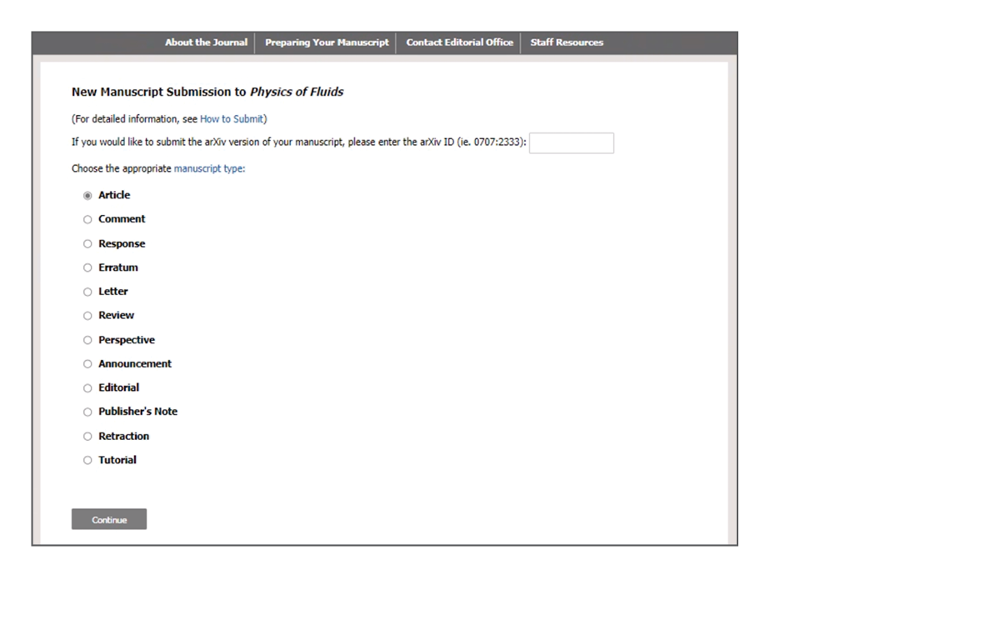 About the Journal Preparing Your Manuscript Contact Editorial Office Staff Resources
New Manuscript Submission to Physics of Fluids
(For detailed information, see How to Submit)
If you would like to submit the arXiv version of your manuscript, please enter the arXiv ID (ie. 0707:2333):
Choose the appropriate manuscript type:
Article
Comment
Response
Erratum
Letter
Review
Perspective
Announcement
Editorial
Publisher's Note
Retraction
Tutorial
Continue